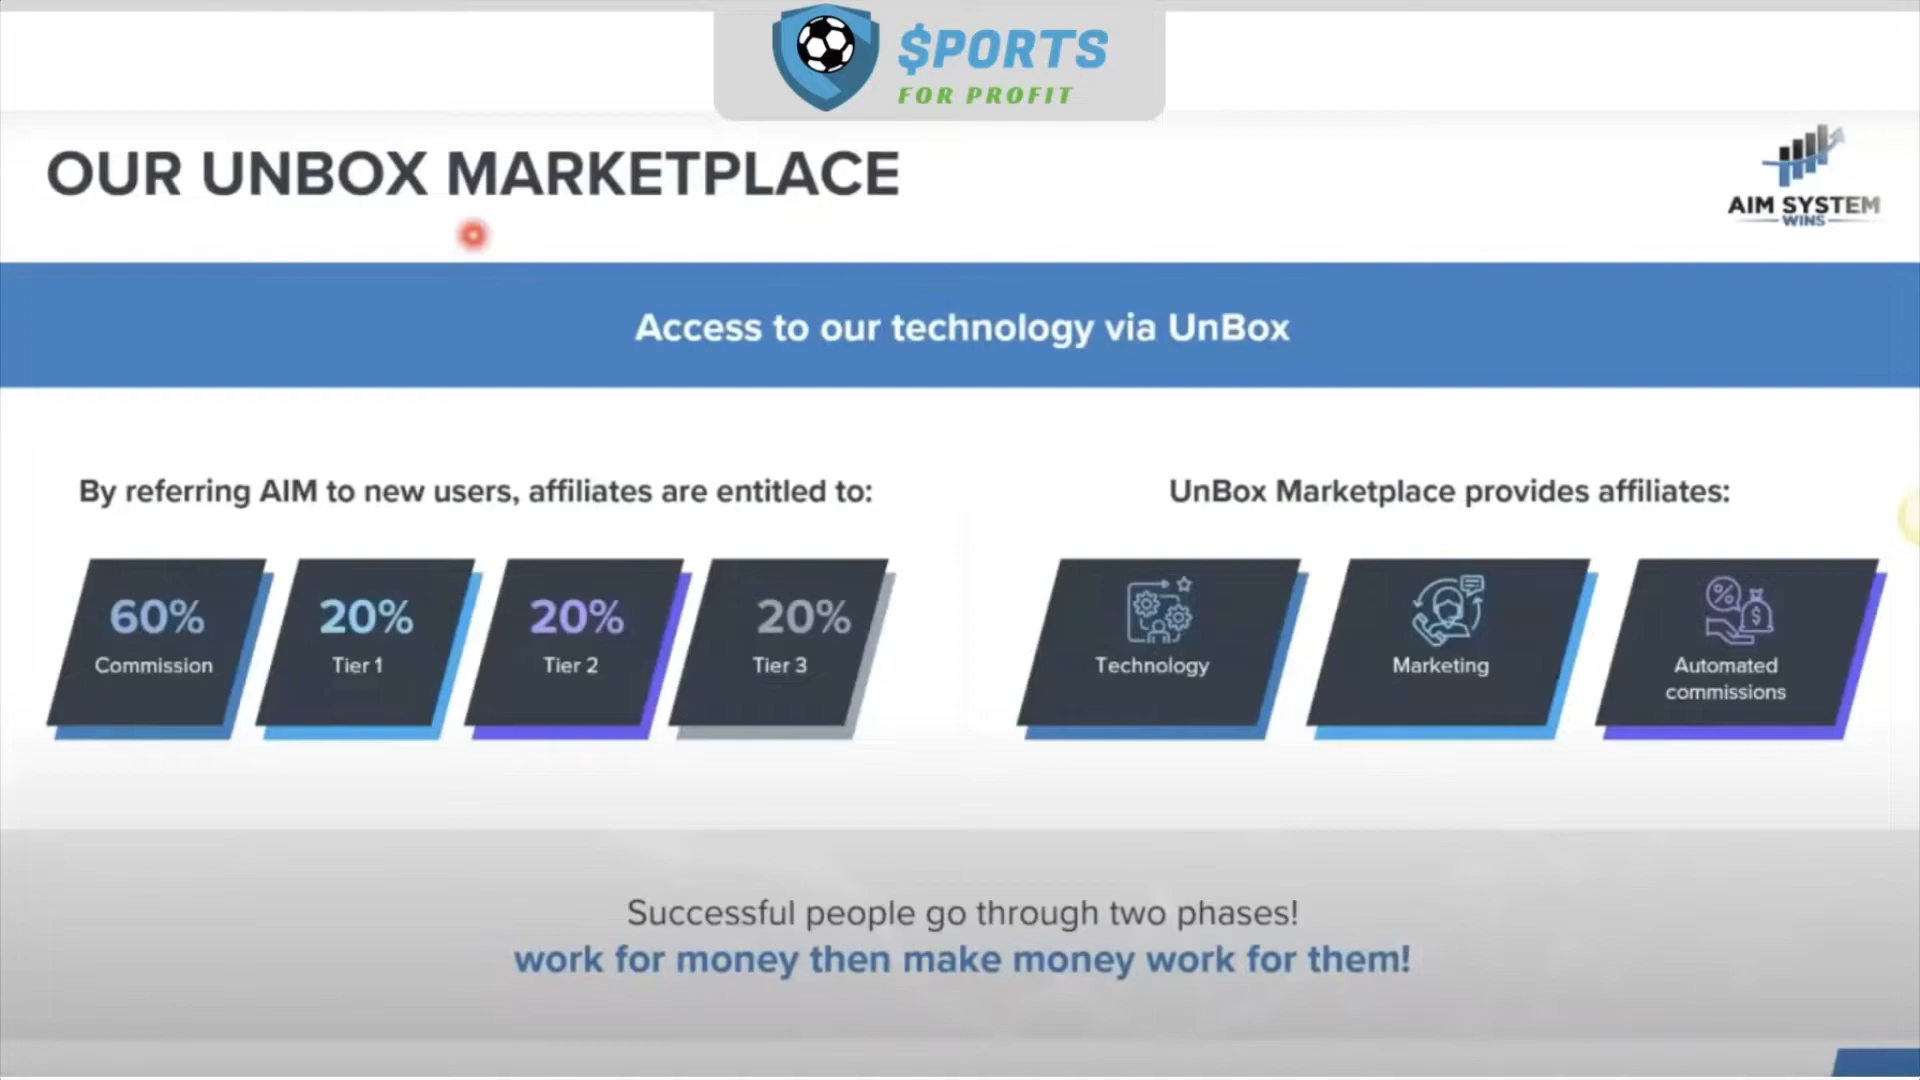 $PORTS
FOR PROFIT
OUR UNBOX MARKETPLACE
AIM SYSTEM
WINS
Access to our technology via UnBox
By referring AIM to new users, affiliates are entitled to:
60%
Commission
20%
Tier 1
20%
Tier 2
20%
Tier 3
UnBox Marketplace provides affiliates:
Technology
Marketing
Automated
commissions
Successful people go through two phases!
work for money then make money work for them!